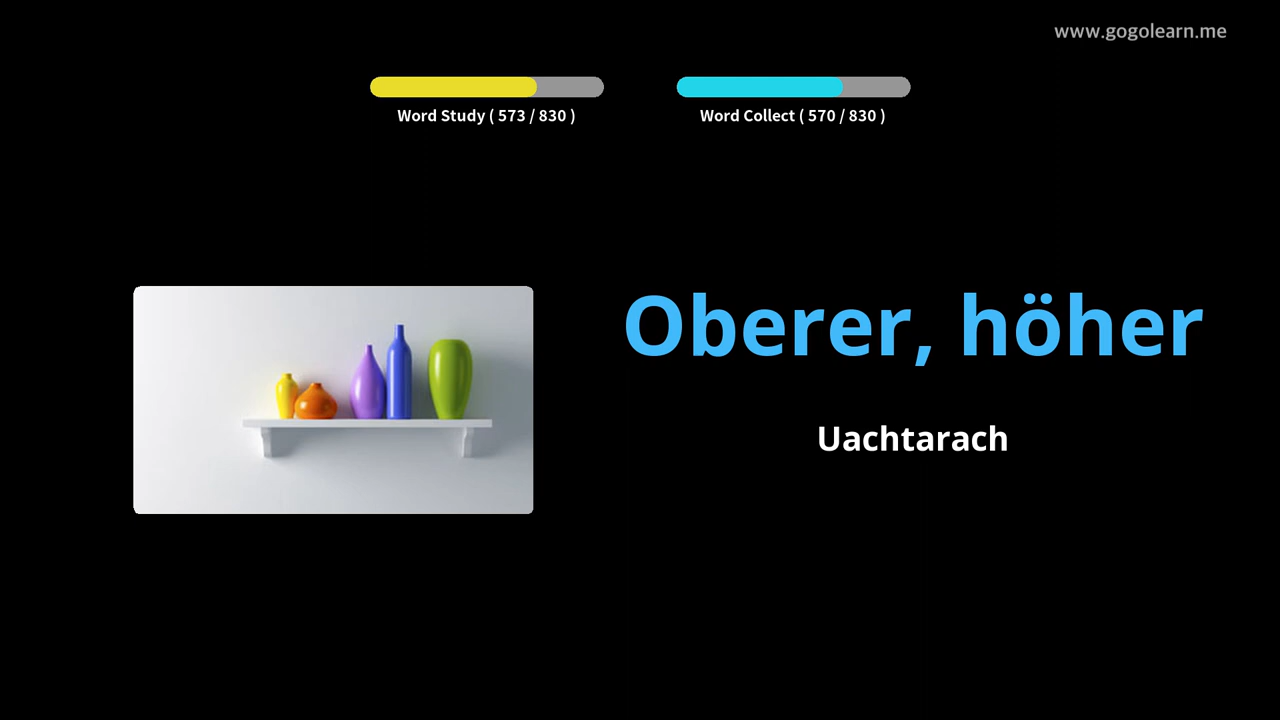 www.gogolearn.me
Word Study ( 573 / 830 )
Word Collect ( 570 / 830 )
Oberer, höher
Uachtarach